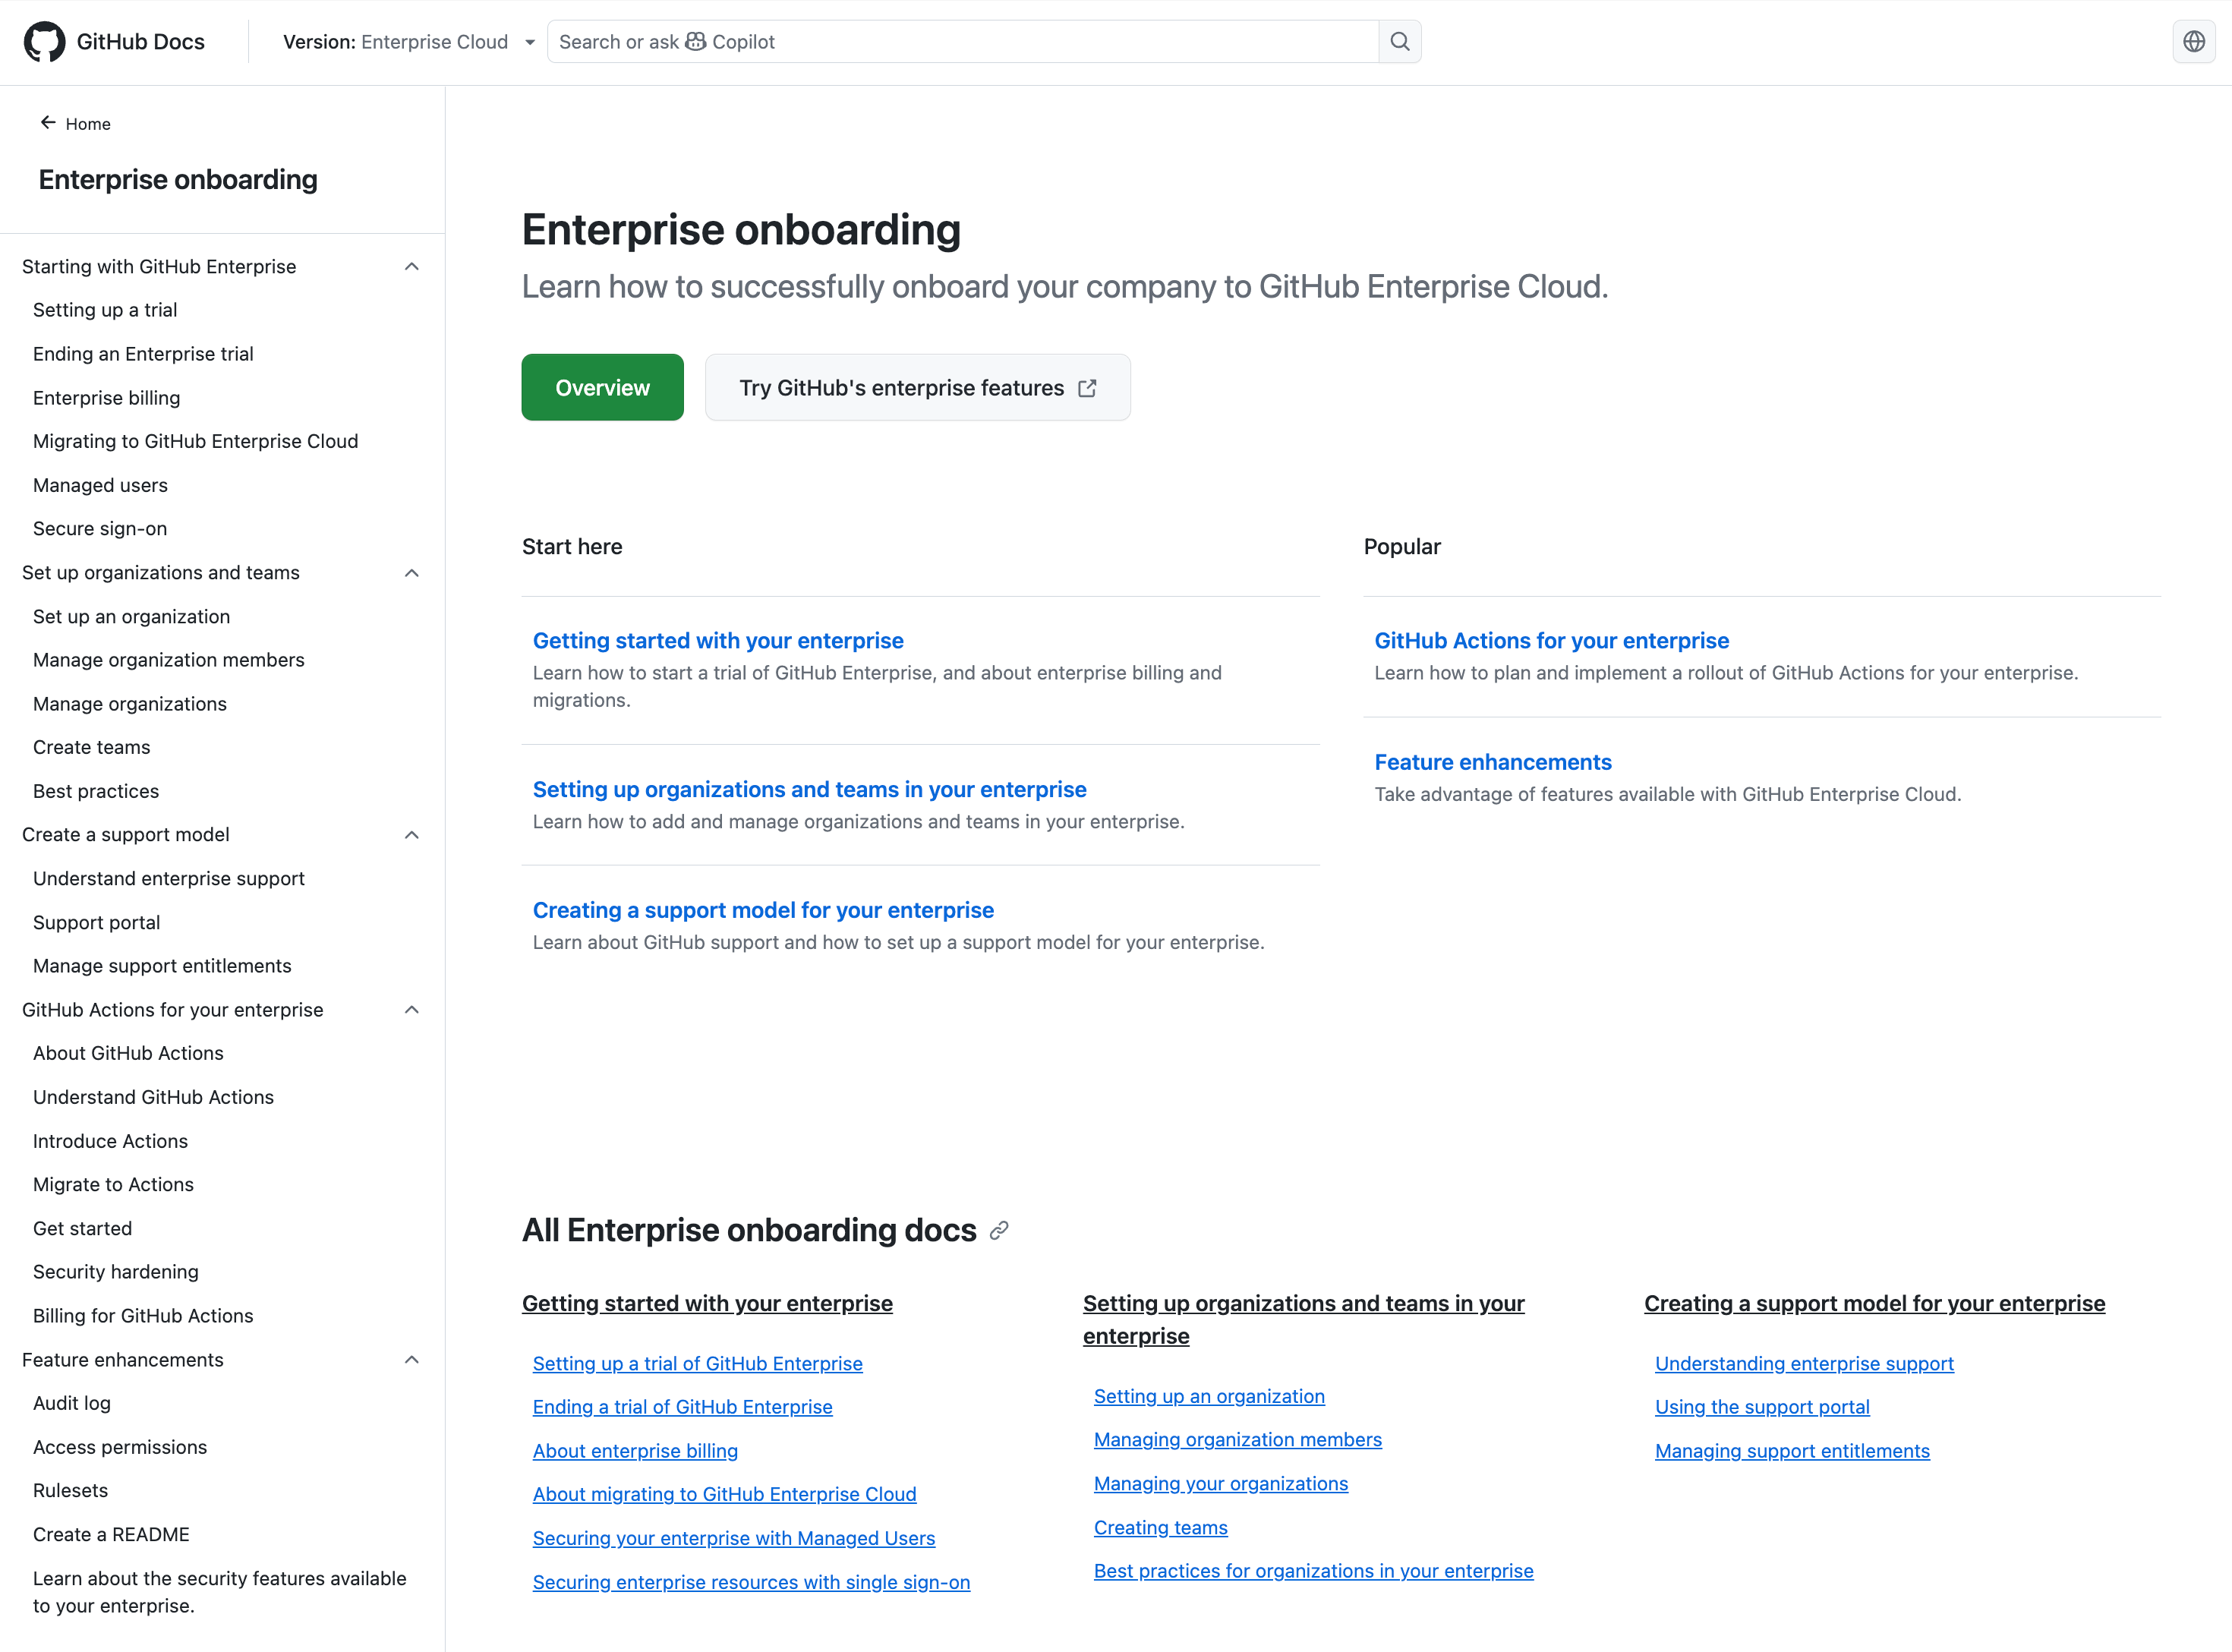 GitHub Docs
Version: Enterprise Cloud
Search or ask Copilot
Home
Enterprise onboarding
Starting with GitHub Enterprise
Setting up a trial
Ending an Enterprise trial
Enterprise billing
Migrating to GitHub Enterprise Cloud
Managed users
Secure sign-on
Set up organizations and teams
Set up an organization
Manage organization members
Manage organizations
Create teams
Best practices
Create a support model
Understand enterprise support
Support portal
Manage support entitlements
GitHub Actions for your enterprise
About GitHub Actions
Understand GitHub Actions
Introduce Actions
Migrate to Actions
Get started
Security hardening
Billing for GitHub Actions
Feature enhancements
Audit log
Access permissions
Rulesets
Create a README
Learn about the security features available
to your enterprise.
Enterprise onboarding
Learn how to successfully onboard your company to GitHub Enterprise Cloud.
Overview
Try GitHub's enterprise features
Start here
Getting started with your enterprise
Learn how to start a trial of GitHub Enterprise, and about enterprise billing and
migrations.
Setting up organizations and teams in your enterprise
Learn how to add and manage organizations and teams in your enterprise.
Creating a support model for your enterprise
Learn about GitHub support and how to set up a support model for your enterprise.
Popular
GitHub Actions for your enterprise
Learn how to plan and implement a rollout of GitHub Actions for your enterprise.
Feature enhancements
Take advantage of features available with GitHub Enterprise Cloud.
All Enterprise onboarding docs
Getting started with your enterprise
Setting up a trial of GitHub Enterprise
Ending a trial of GitHub Enterprise
About enterprise billing
About migrating to GitHub Enterprise Cloud
Securing your enterprise with Managed Users
Securing enterprise resources with single sign-on
Setting up organizations and teams in your
enterprise
Setting up an organization
Managing organization members
Managing your organizations
Creating teams
Best practices for organizations in your enterprise
Creating a support model for your enterprise
Understanding enterprise support
Using the support portal
Managing support entitlements